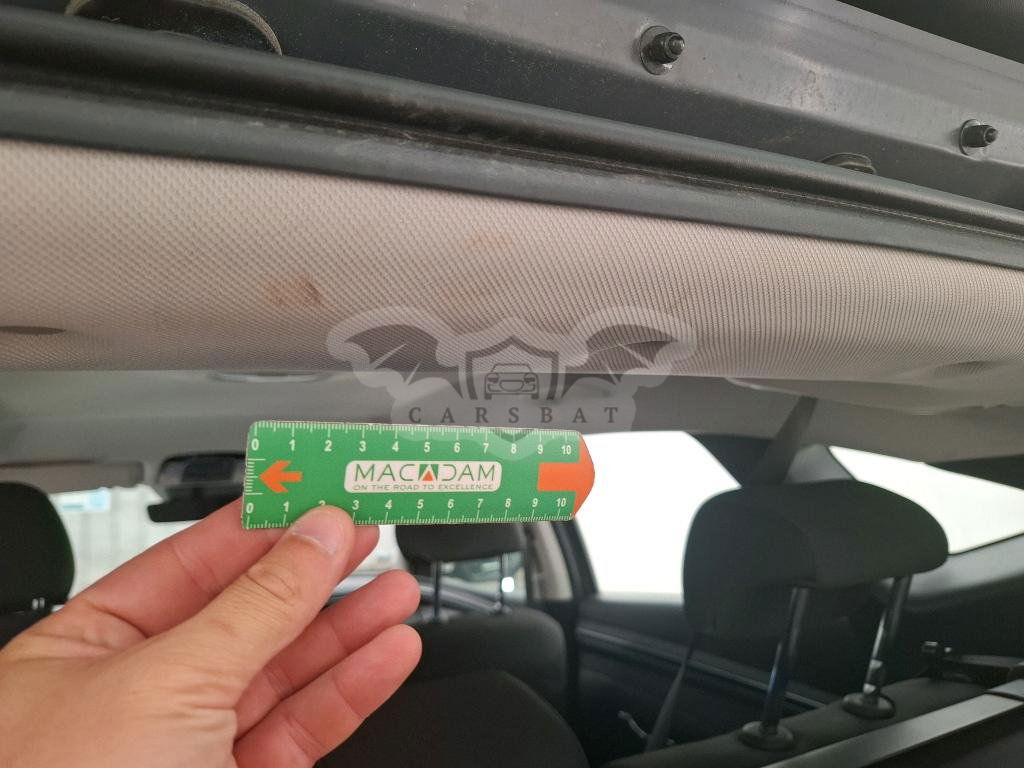 CARSBAT
0 1 2 3 4 5 6 7 8 9 10
MACADAM
ON THE ROAD TO EXCELLENCE
0 1 2 3 4 5 6 7 8 9 10